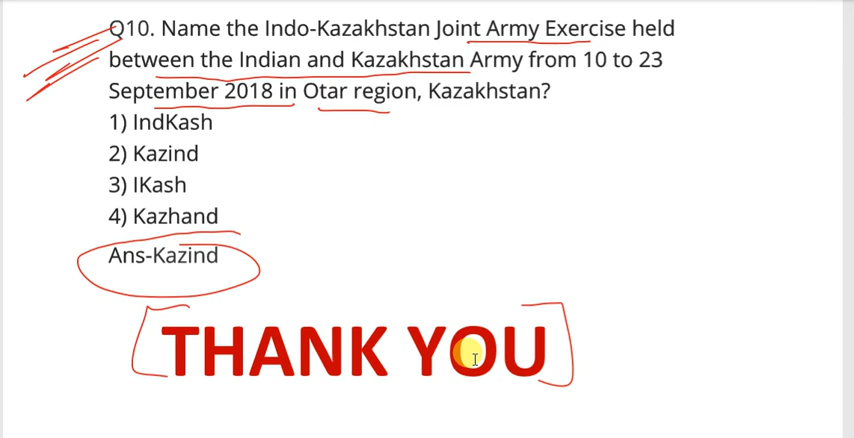 Q10. Name the Indo-Kazakhstan Joint Army Exercise held
between the Indian and Kazakhstan Army from 10 to 23
September 2018 in Otar region, Kazakhstan?
1) IndKash
2) Kazind
3) IKash
4) Kazhand
Ans-Kazind
THANK YOU